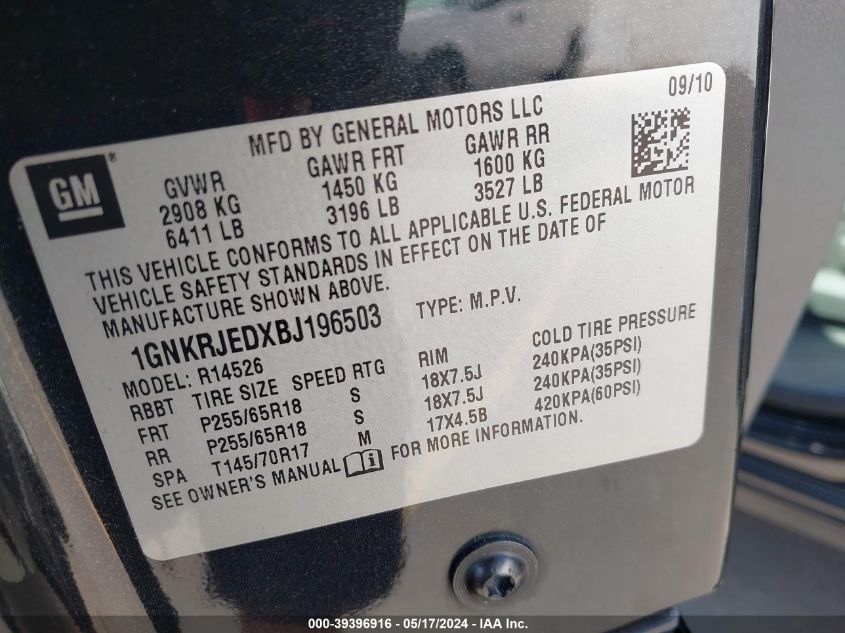 09/10
MFD BY GENERAL MOTORS LLC
GM®
GVWR GAWR FRT GAWR RR
2908 KG 1450 KG 1600 KG
6411 LB 3196 LB 3527 LB
THIS VEHICLE CONFORMS TO ALL APPLICABLE U.S. FEDERAL MOTOR
VEHICLE SAFETY STANDARDS IN EFFECT ON THE DATE OF
MANUFACTURE SHOWN ABOVE.
1GNKRJEDXBJ196503 TYPE: M.P.V.
MODEL: R14526
RBBT TIRE SIZE SPEED RTG RIM COLD TIRE PRESSURE
FRT P255/65R18 S 18X7.5J 240KPA(35PSI)
RR P255/65R18 S 18X7.5J 240KPA(35PSI)
SPA T145/70R17 M 17X4.5B 420KPA(60PSI)
SEE OWNER'S MANUAL FOR MORE INFORMATION.
000-39396916 - 05/17/2024 - IAA Inc.